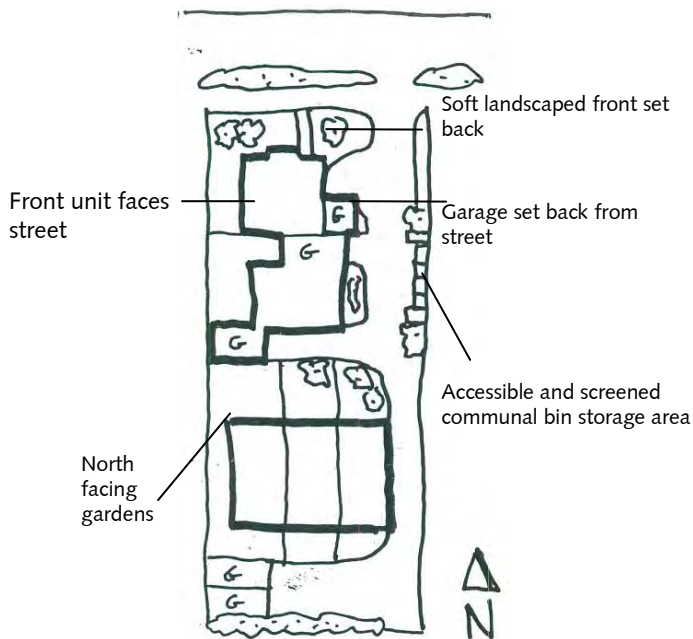 Soft landscaped front set
back
Front unit faces
street
G
Garage set back from
street
G
G
Accessible and screened
communal bin storage area
North
facing
gardens
G
G
N